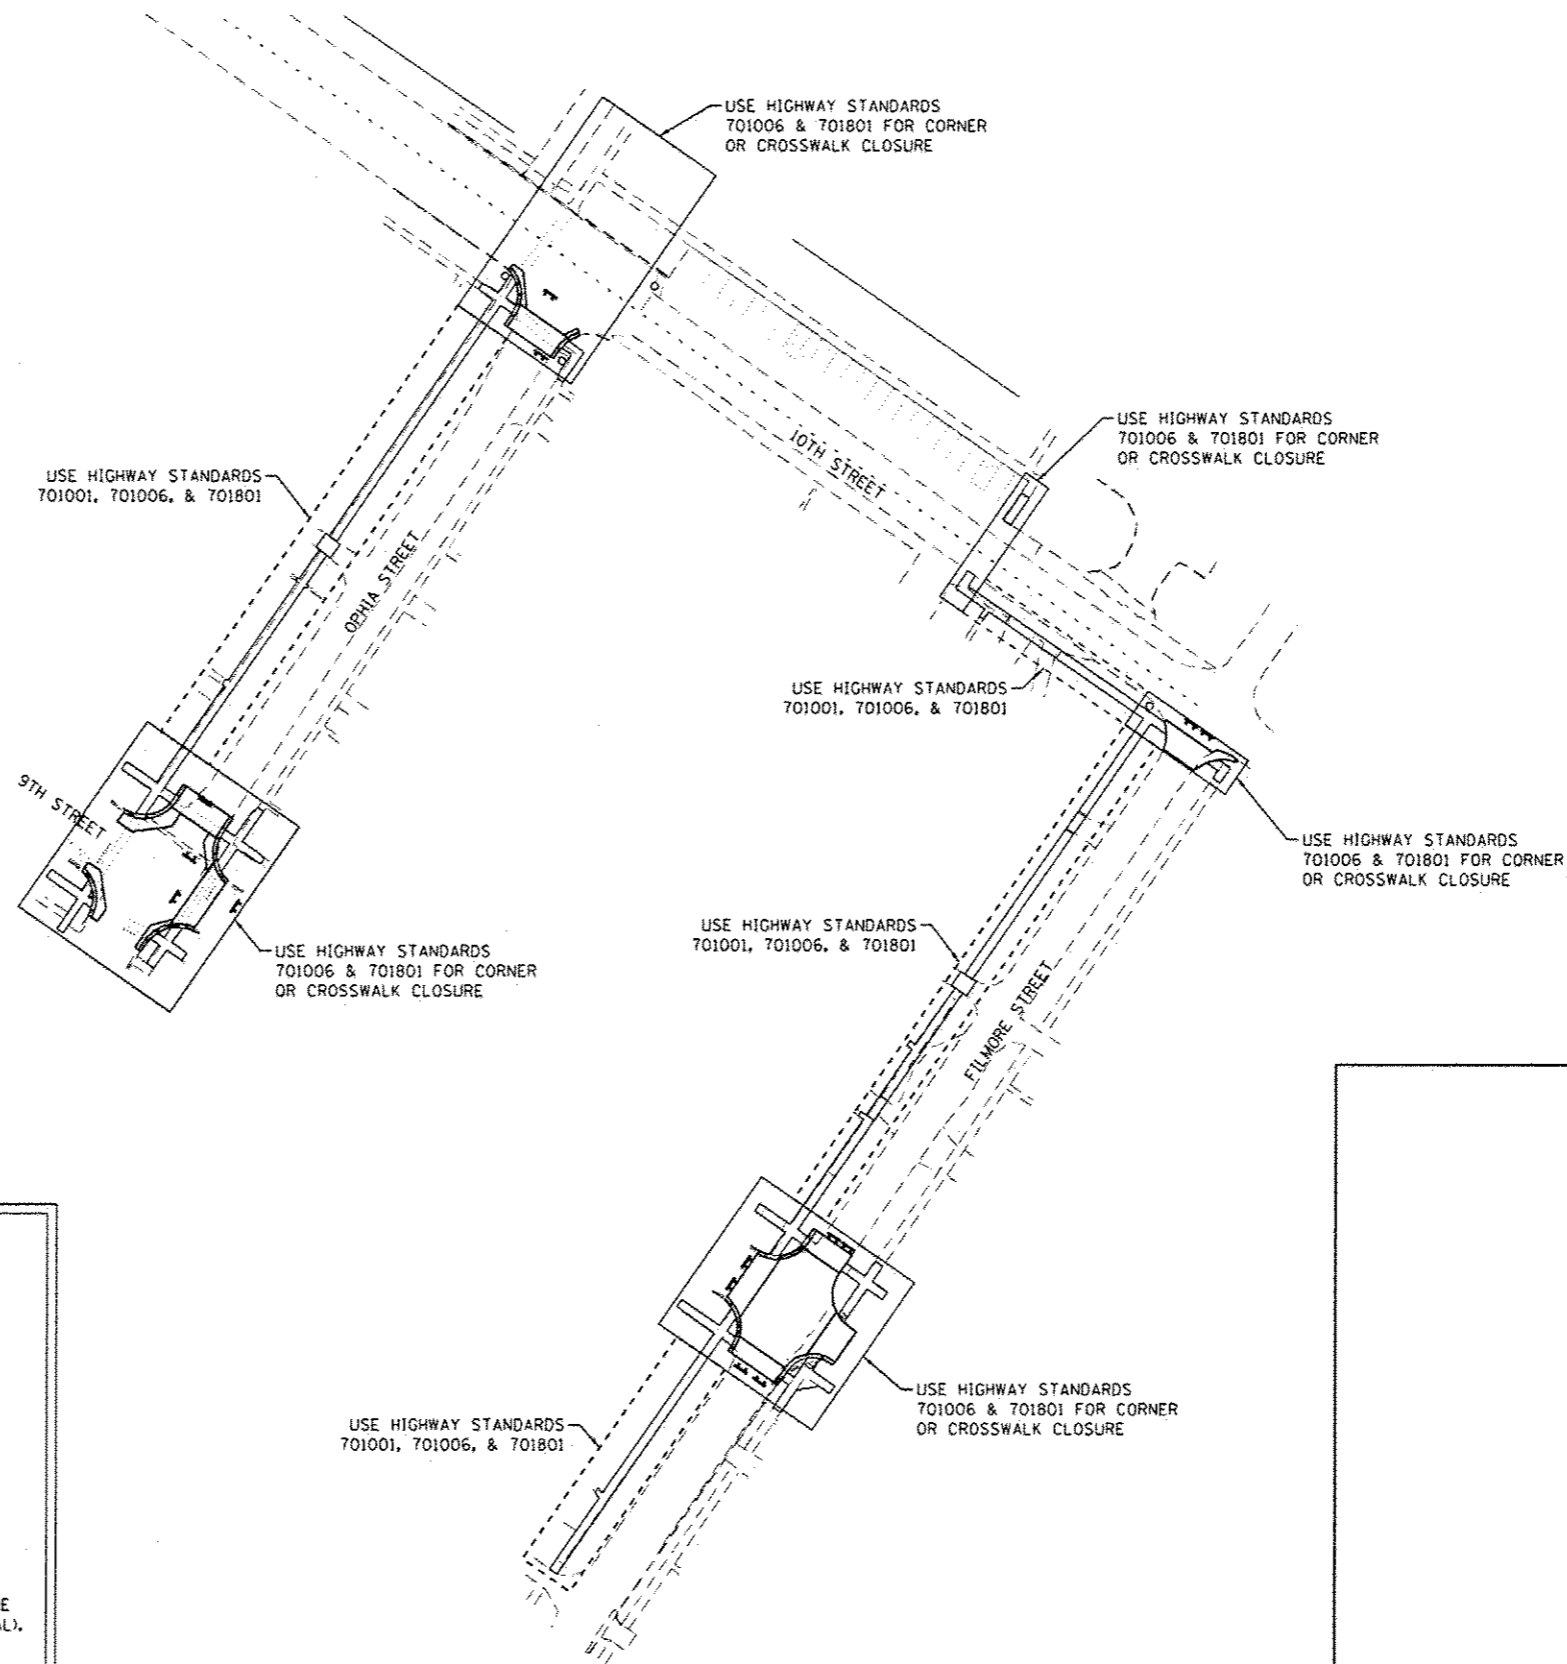 USE HIGHWAY STANDARDS
701006 & 701801 FOR CORNER
OR CROSSWALK CLOSURE
USE HIGHWAY STANDARDS
701006 & 701801 FOR CORNER
OR CROSSWALK CLOSURE
10TH STREET
USE HIGHWAY STANDARDS
701001, 701006, & 701801
OPHIA STREET
USE HIGHWAY STANDARDS
701001, 701006, & 701801
9TH STREET
USE HIGHWAY STANDARDS
701006 & 701801 FOR CORNER
OR CROSSWALK CLOSURE
USE HIGHWAY STANDARDS
701001, 701006, & 701801
USE HIGHWAY STANDARDS
701006 & 701801 FOR CORNER
OR CROSSWALK CLOSURE
FILMORE STREET
USE HIGHWAY STANDARDS
701006 & 701801 FOR CORNER
OR CROSSWALK CLOSURE
USE HIGHWAY STANDARDS
701001, 701006, & 701801